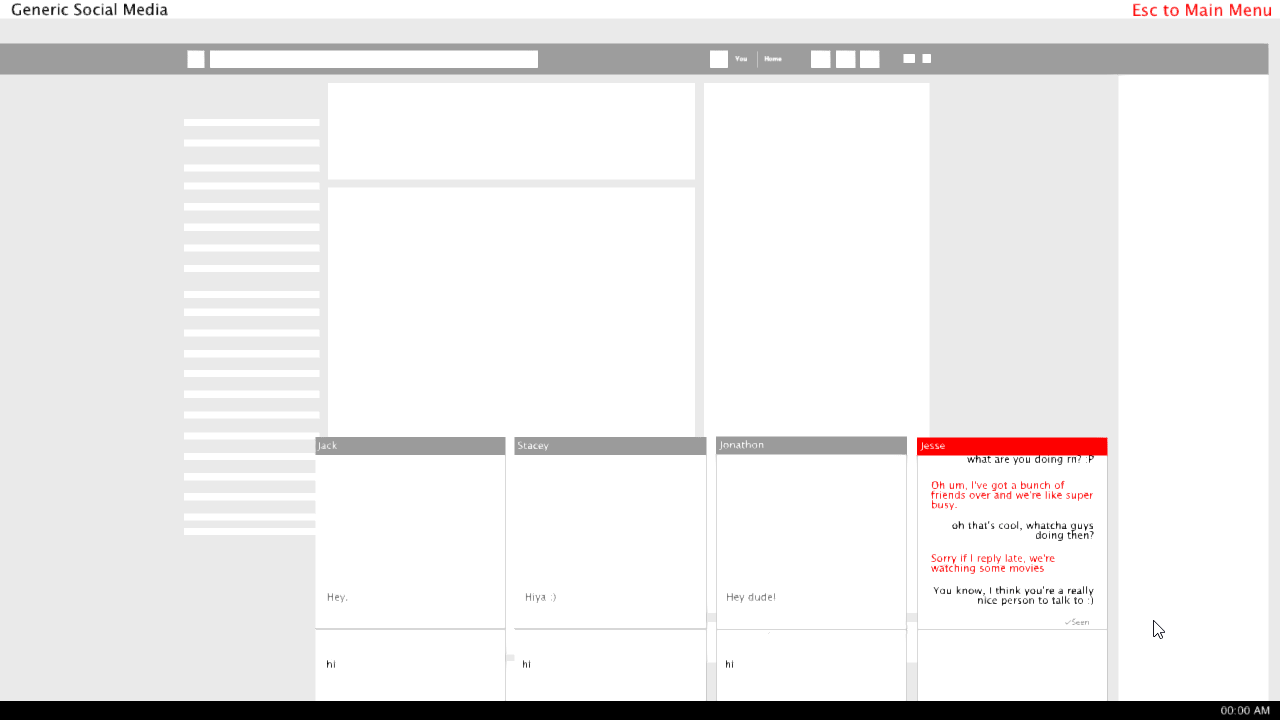 Generic Social Media
Esc to Main Menu
You
Home
Jack
Hey.
hi
Stacey
Hiya :)
hi
Jonathon
Hey dude!
hi
Jesse
what are you doing rn? :P
Oh um, I've got a bunch of
friends over and we're like super
busy.
oh that's cool, whatcha guys
doing then?
Sorry if I reply late, we're
watching some movies
You know, I think you're a really
nice person to talk to :)
✓Seen
00:00 AM